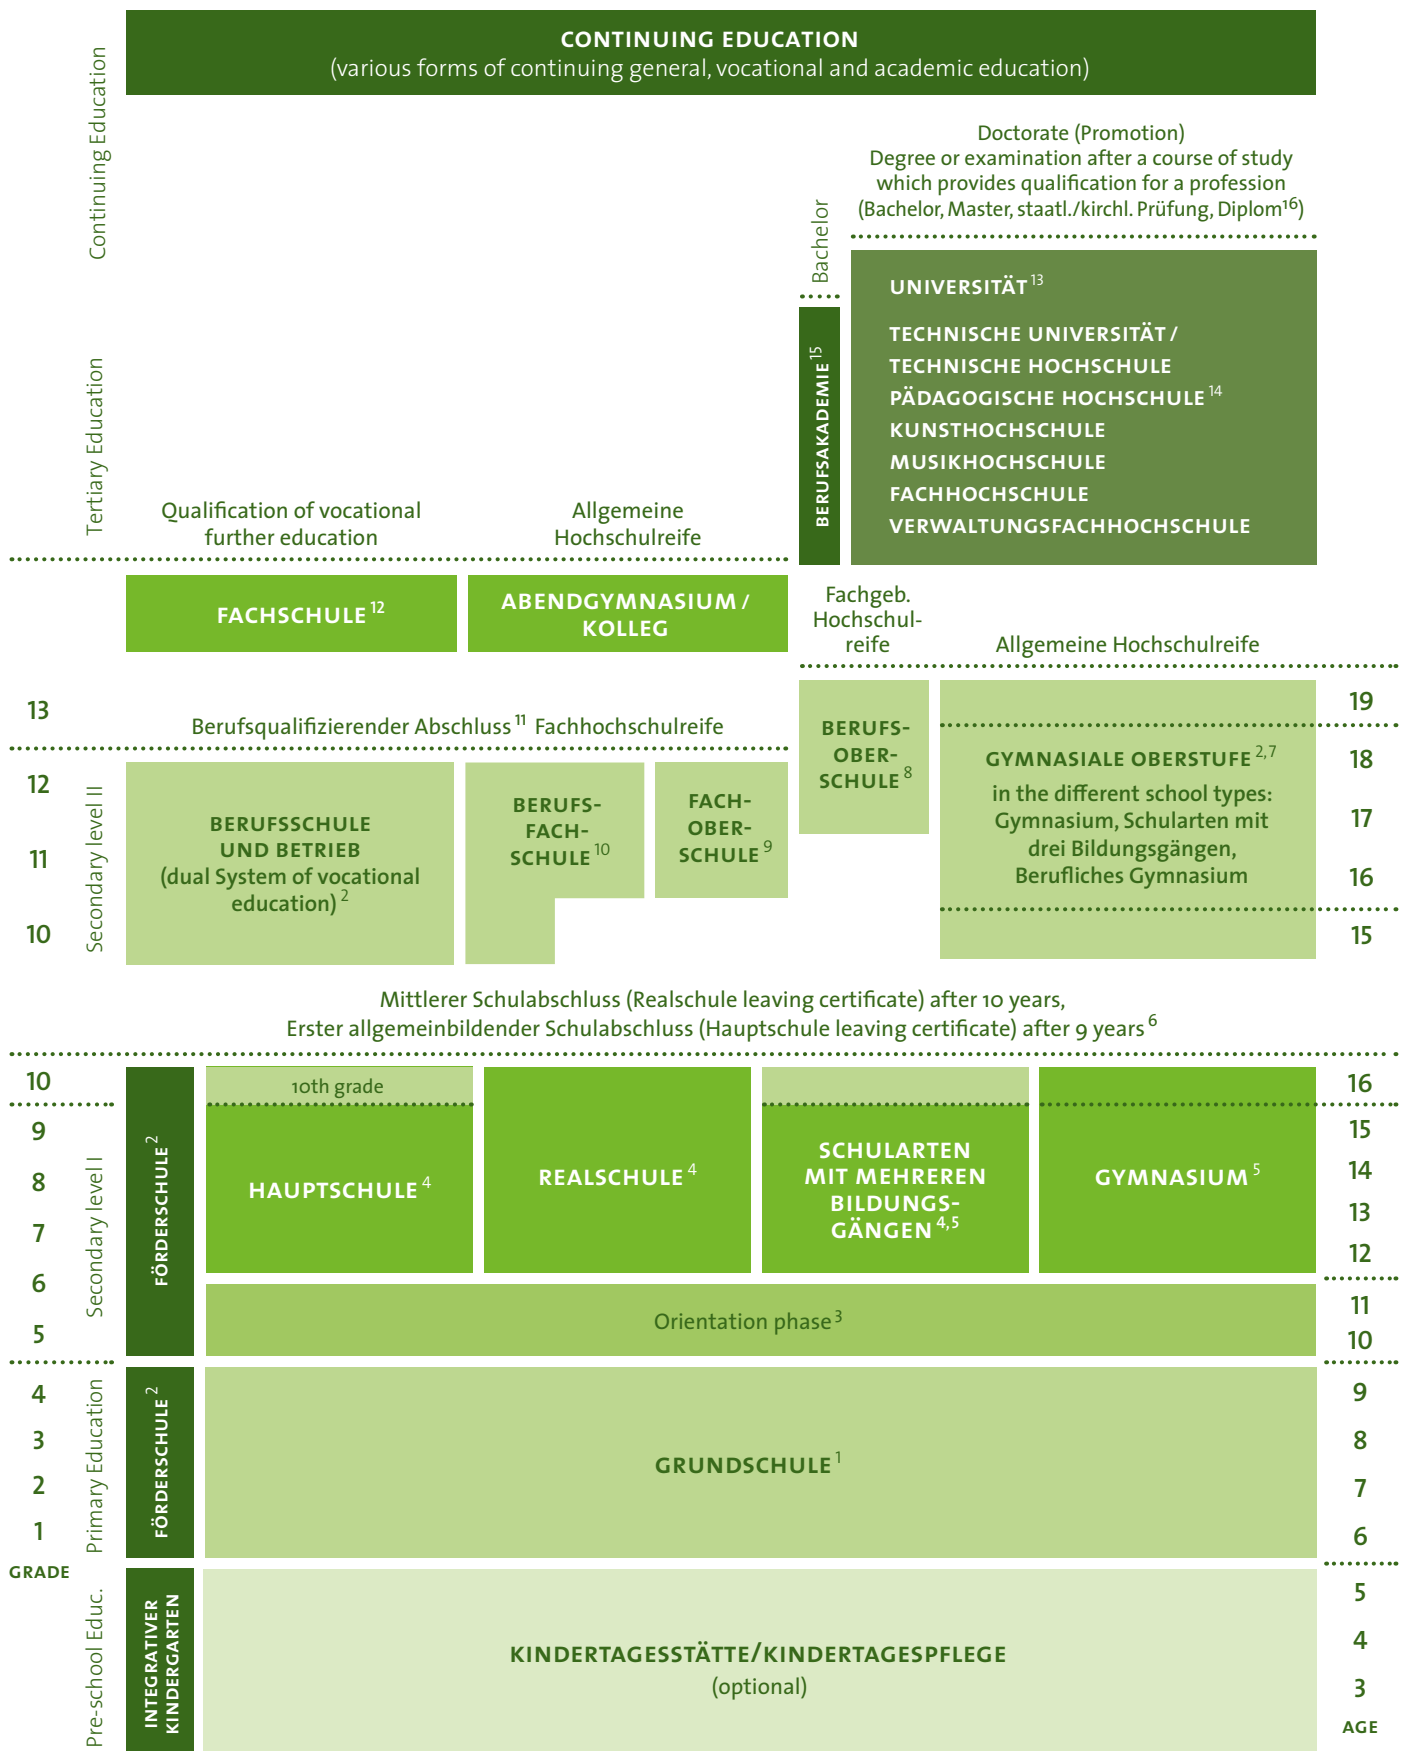 CONTINUING EDUCATION
(various forms of continuing general, vocational and academic education)
Continuing Education
Doctorate (Promotion)
Degree or examination after a course of study
which provides qualification for a profession
(Bachelor, Master, staatl./kirchl. Prüfung, Diplom16)
Bachelor
UNIVERSITÄT 13
TECHNISCHE UNIVERSITÄT /
TECHNISCHE HOCHSCHULE
PÄDAGOGISCHE HOCHSCHULE 14
KUNSTHOCHSCHULE
MUSIKHOCHSCHULE
FACHHOCHSCHULE
VERWALTUNGSFACHHOCHSCHULE
BERUFSAKADEMIE 15
Tertiary Education
Qualification of vocational
further education
Allgemeine
Hochschulreife
FACHSCHULE 12
ABENDGYMNASIUM /
KOLLEG
Fachgeb.
Hochschul-
reife
Allgemeine Hochschulreife
13
Berufsqualifizierender Abschluss 11 Fachhochschulreife
19
12
11
10
Secondary level II
BERUFSSCHULE
UND BETRIEB
(dual System of vocational
education) 2
BERUFS-
FACH-
SCHULE 10
FACH-
OBER-
SCHULE 9
BERUFS-
OBER-
SCHULE 8
GYMNASIALE OBERSTUFE 2,7
in the different school types:
Gymnasium, Schularten mit
drei Bildungsgängen,
Berufliches Gymnasium
18
17
16
15
Mittlerer Schulabschluss (Realschule leaving certificate) after 10 years,
Erster allgemeinbildender Schulabschluss (Hauptschule leaving certificate) after 9 years 6
10
9
8
7
6
5
Secondary level I
FÖRDERSCHULE 2
10th grade
HAUPTSCHULE 4
REALSCHULE 4
SCHULARTEN
MIT MEHREREN
BILDUNGS-
GÄNGEN 4,5
GYMNASIUM 5
16
15
14
13
12
Orientation phase 3
11
10
4
3
2
1
GRADE
Primary Education
FÖRDERSCHULE 2
GRUNDSCHULE 1
9
8
7
6
Pre-school Educ.
INTEGRATIVER
KINDERGARTEN
KINDERTAGESSTÄTTE/KINDERTAGESPFLEGE
(optional)
5
4
3
AGE